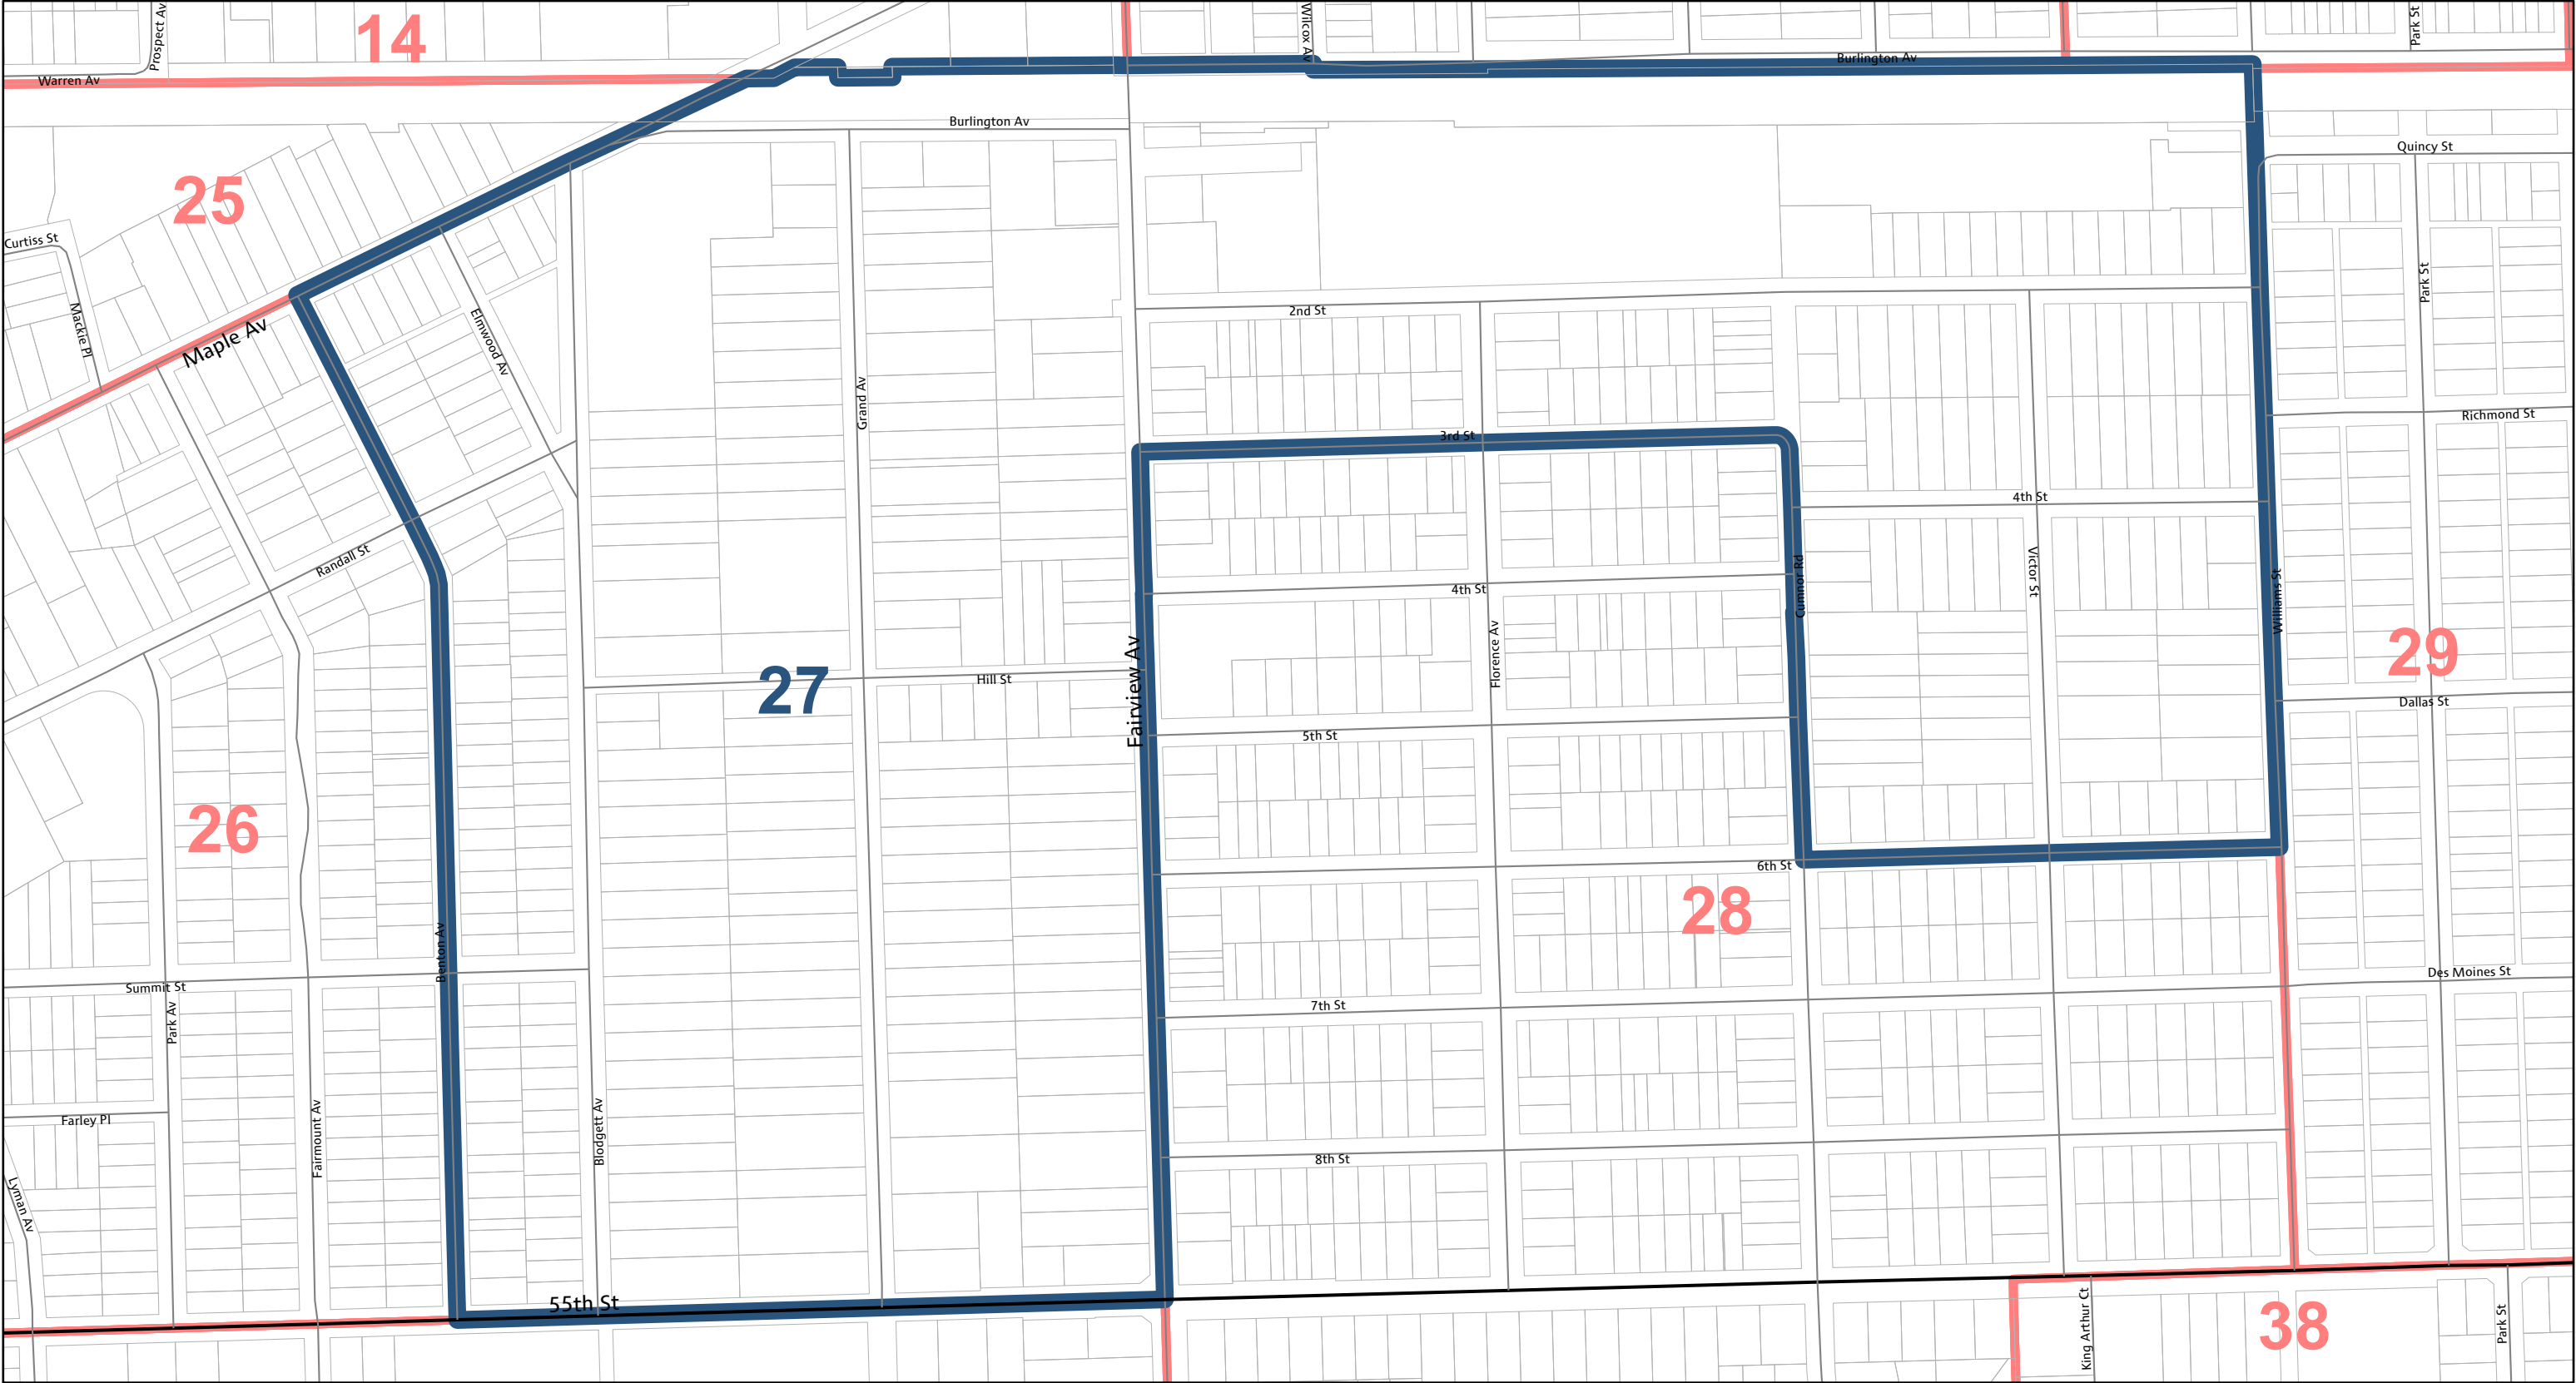 Prospect Av
14
Wilcox Av
Park St
Warren Av
Burlington Av
Burlington Av
Quincy St
25
Curtiss St
Mackie Pl
Maple Av
Elmwood Av
2nd St
Park St
Grand Av
Richmond St
3rd St
4th St
Randall St
4th St
Cumnor Rd
Victor St
Williams St
Florence Av
29
Hill St
27
Fairview Av
Dallas St
5th St
26
6th St
28
Benton Av
Summit St
Des Moines St
Park Av
7th St
Farley Pl
Fairmount Av
Blodgett Av
8th St
Lyman Av
55th St
King Arthur Ct
38
Park St